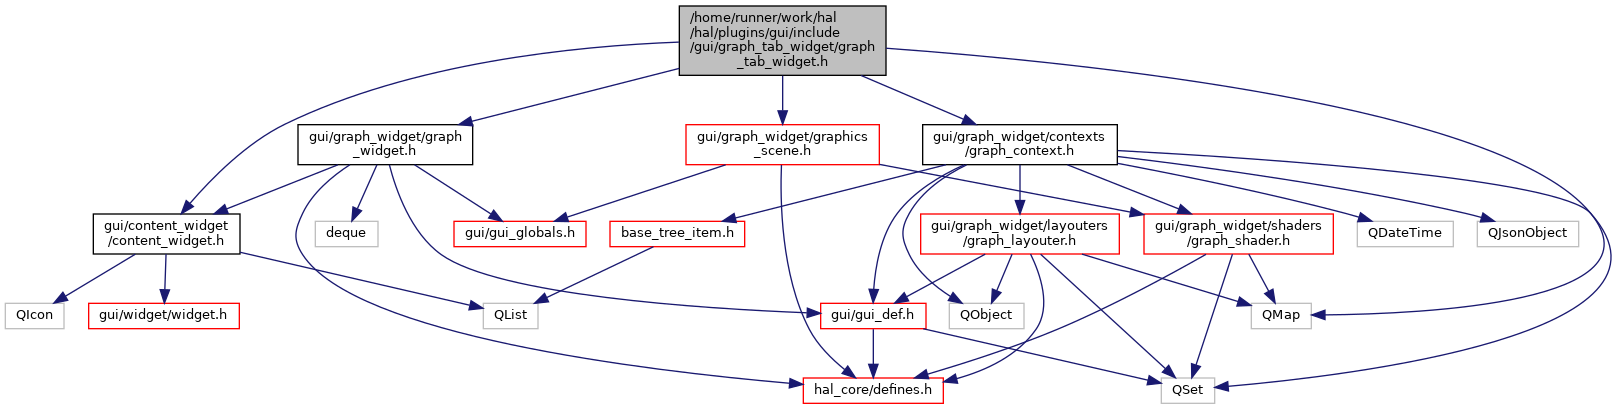 /home/runner/work/hal
/hal/plugins/gui/include
/gui/graph_tab_widget/graph
_tab_widget.h
gui/graph_widget/graph
_widget.h
gui/graph_widget/graphics
_scene.h
gui/graph_widget/contexts
/graph_context.h
gui/content_widget
/content_widget.h
deque
gui/gui_globals.h
base_tree_item.h
gui/graph_widget/layouters
/graph_layouter.h
gui/graph_widget/shaders
/graph_shader.h
QDateTime
QJsonObject
QIcon
gui/widget/widget.h
QList
gui/gui_def.h
QObject
QMap
hal_core/defines.h
QSet